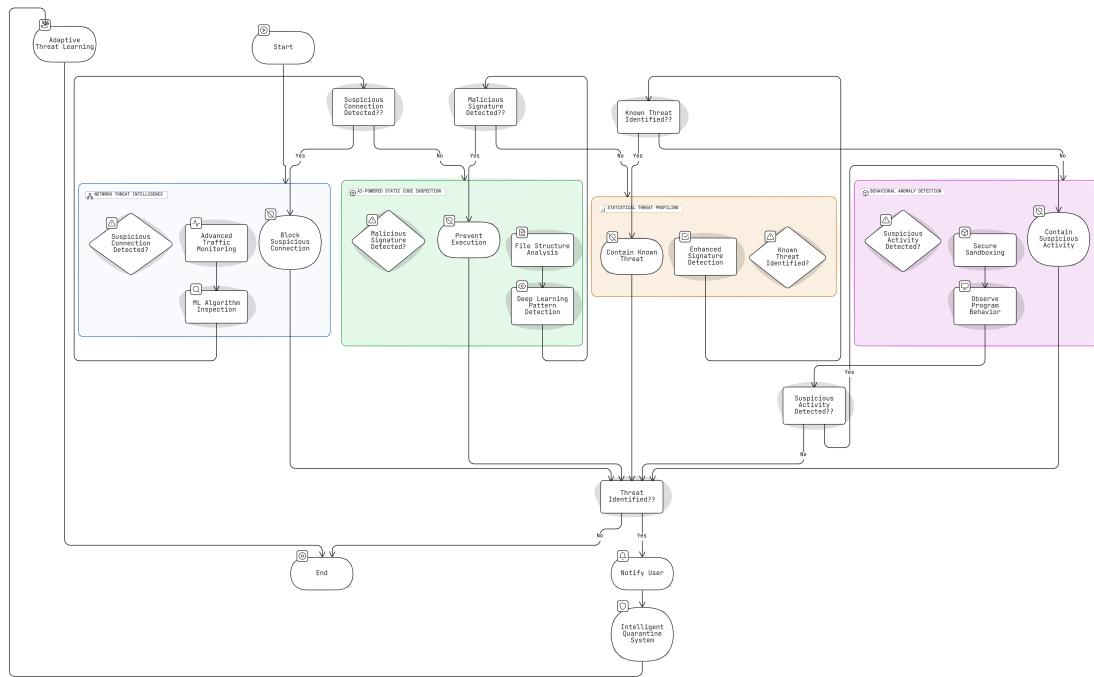 Adaptive
Threat Learning
Start
Suspicious
Connection
Detected??
Malicious
Signature
Detected??
Known Threat
Identified??
Yes
No
Yes
No
Yes
No
NETWORK THREAT INTELLIGENCE
Suspicious
Connection
Detected?
Advanced
Traffic
Monitoring
Block
Suspicious
Connection
ML Algorithm
Inspection
AI-POWERED STATIC CODE INSPECTION
Malicious
Signature
Detected?
Prevent
Execution
File Structure
Analysis
Deep Learning
Pattern
Detection
STATISTICAL THREAT PROFILING
Contain Known
Threat
Enhanced
Signature
Detection
Known
Threat
Identified?
BEHAVIORAL ANOMALY DETECTION
Suspicious
Activity
Detected?
Secure
Sandboxing
Contain
Suspicious
Activity
Observe
Program
Behavior
Yes
Suspicious
Activity
Detected??
No
Threat
Identified??
No
Yes
End
Notify User
Intelligent
Quarantine
System